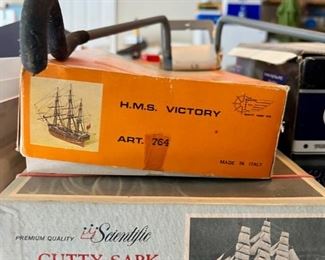 H.M.S. VICTORY
ART. 764
MADE IN ITALY
PREMIUM QUALITY Scientific
CUTTY SARK